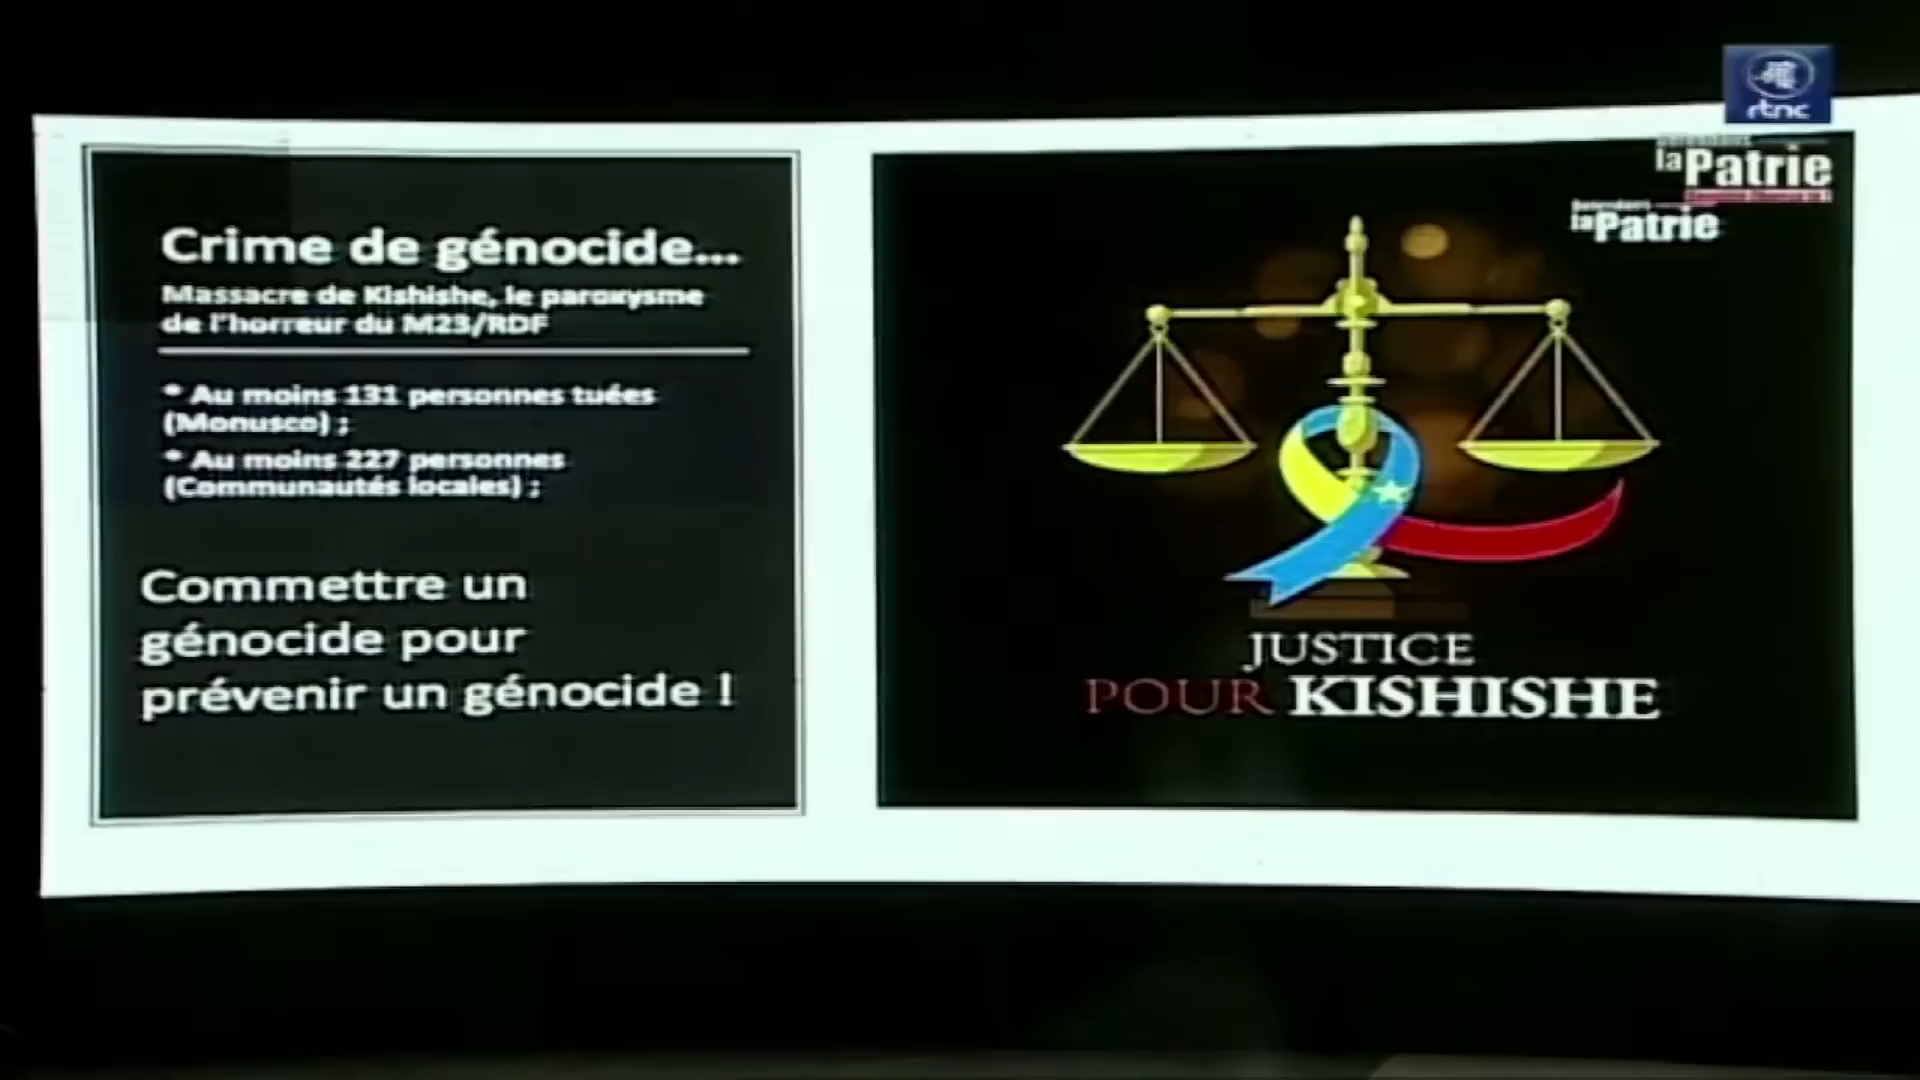 Crime de génocide...
Massacre de Kishishe, le paroxysme
de l'horreur du M23/RDF
* Au moins 131 personnes tuées
(Monusco) ;
* Au moins 227 personnes
(Communautés locales) ;
Commettre un
génocide pour
prévenir un génocide !
rtnc
la Patrie
la Patrie
JUSTICE
POUR KISHISHE